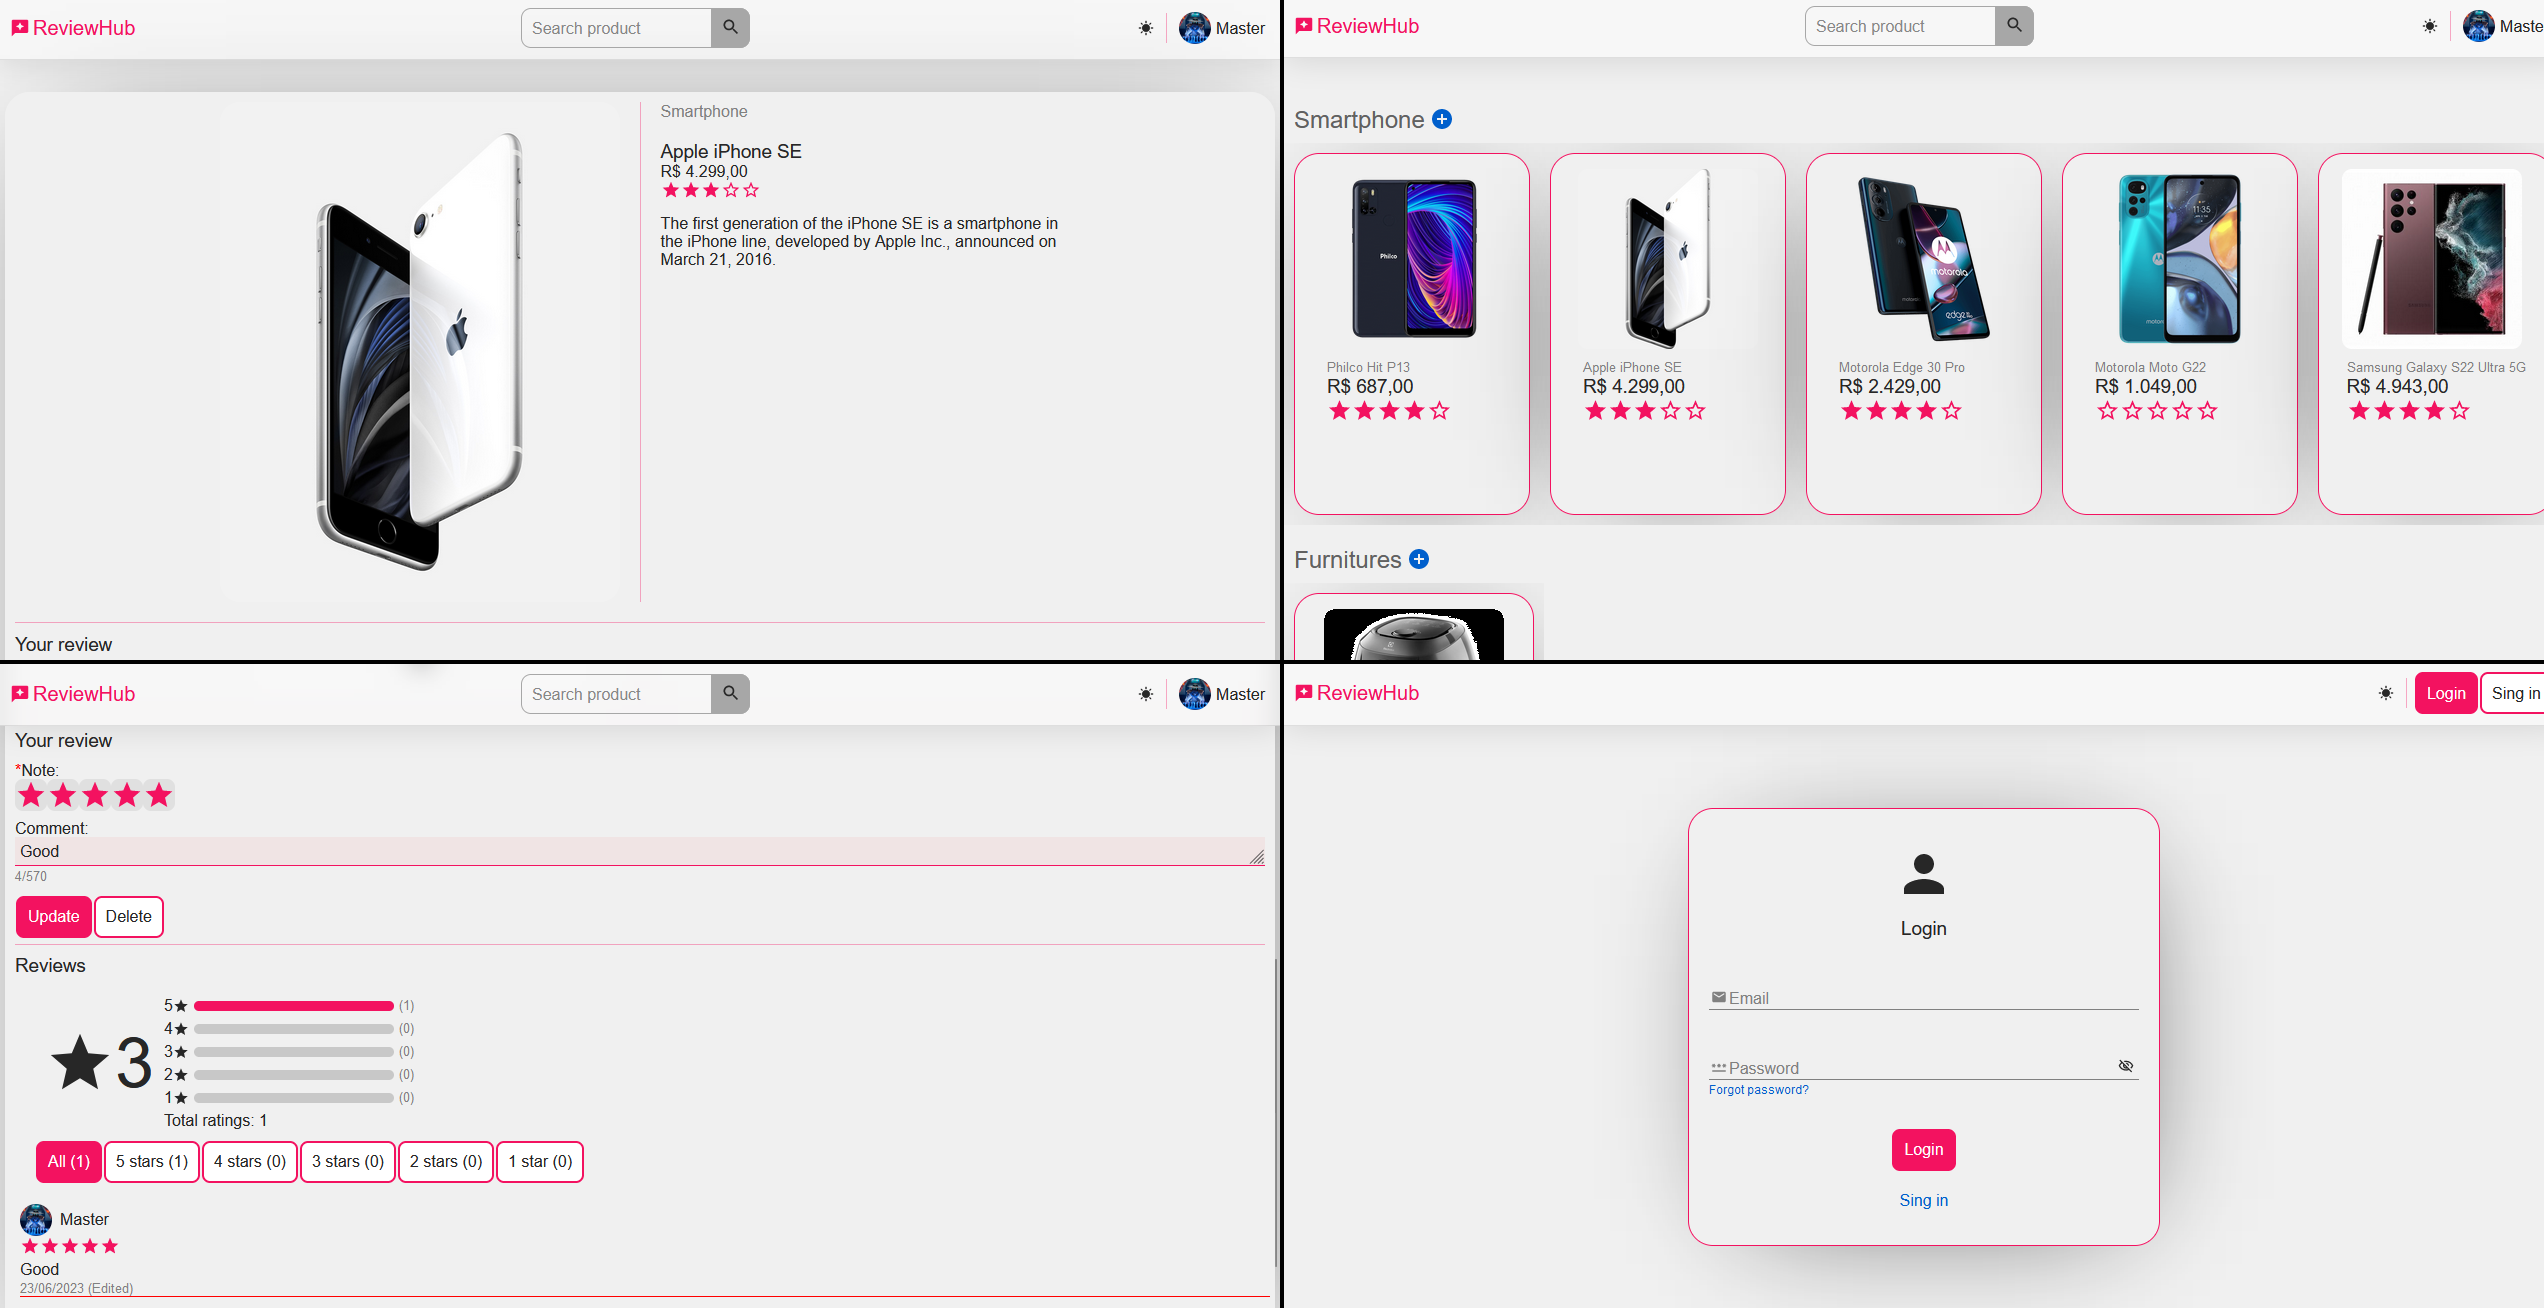 ReviewHub
Search product
Master
Smartphone
Apple iPhone SE
R$ 4.299,00
The first generation of the iPhone SE is a smartphone in
the iPhone line, developed by Apple Inc., announced on
March 21, 2016.
Your review
ReviewHub
Search product
Maste
Smartphone
Philco
Philco Hit P13
R$ 687,00
Apple iPhone SE
R$ 4.299,00
motorola
edge
Motorola Edge 30 Pro
R$ 2.429,00
11:35
Motorola Moto G22
R$ 1.049,00
Samsung Galaxy S22 Ultra 5G
R$ 4.943,00
Furnitures
ReviewHub
Search product
Master
Your review
*Note:
Comment:
Good
4/570
Update
Delete
Reviews
3
5 (1)
4 (0)
3 (0)
2 (0)
1 (0)
Total ratings: 1
All (1)
5 stars (1)
4 stars (0)
3 stars (0)
2 stars (0)
1 star (0)
Master
Good
23/06/2023 (Edited)
ReviewHub
Login
Sing in
Login
Email
Password
Forgot password?
Login
Sing in